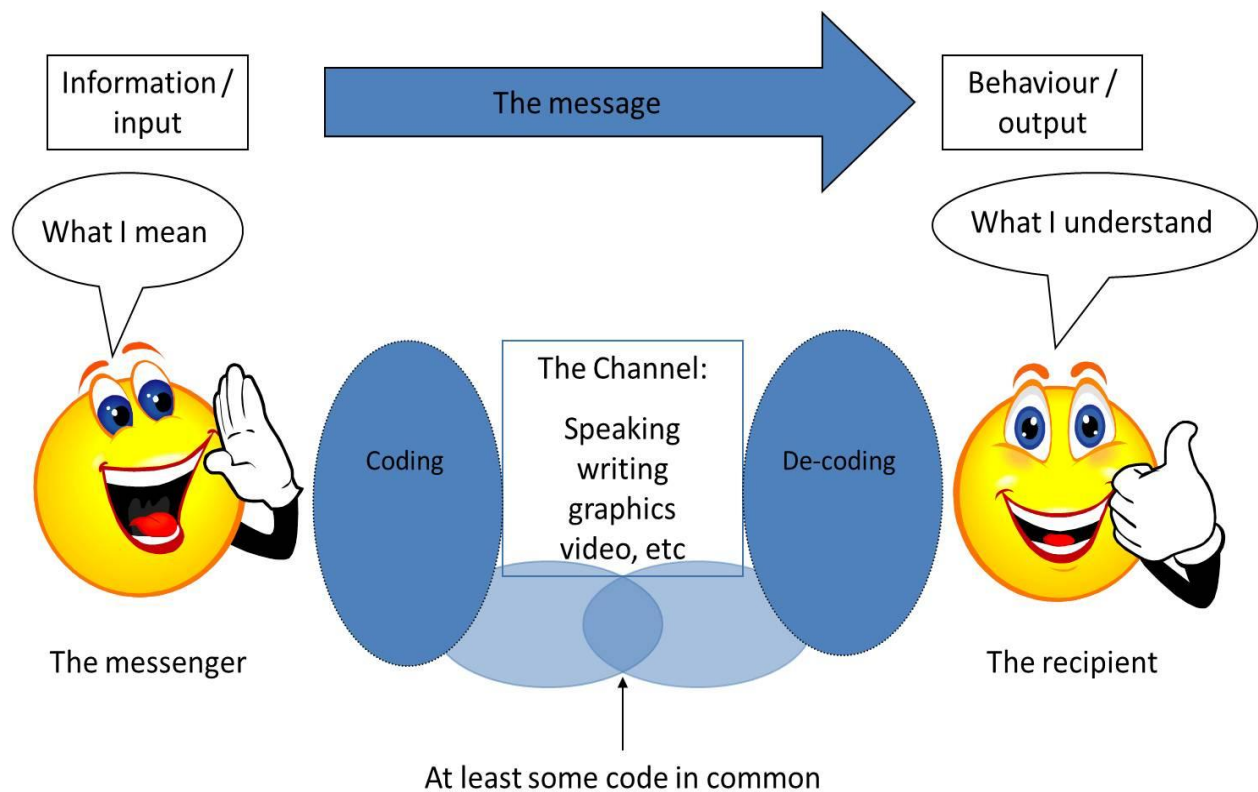 Information /
input
The message
Behaviour /
output
What I mean
What I understand
Coding
The Channel:
Speaking
writing
graphics
video, etc
De-coding
The messenger
The recipient
At least some code in common